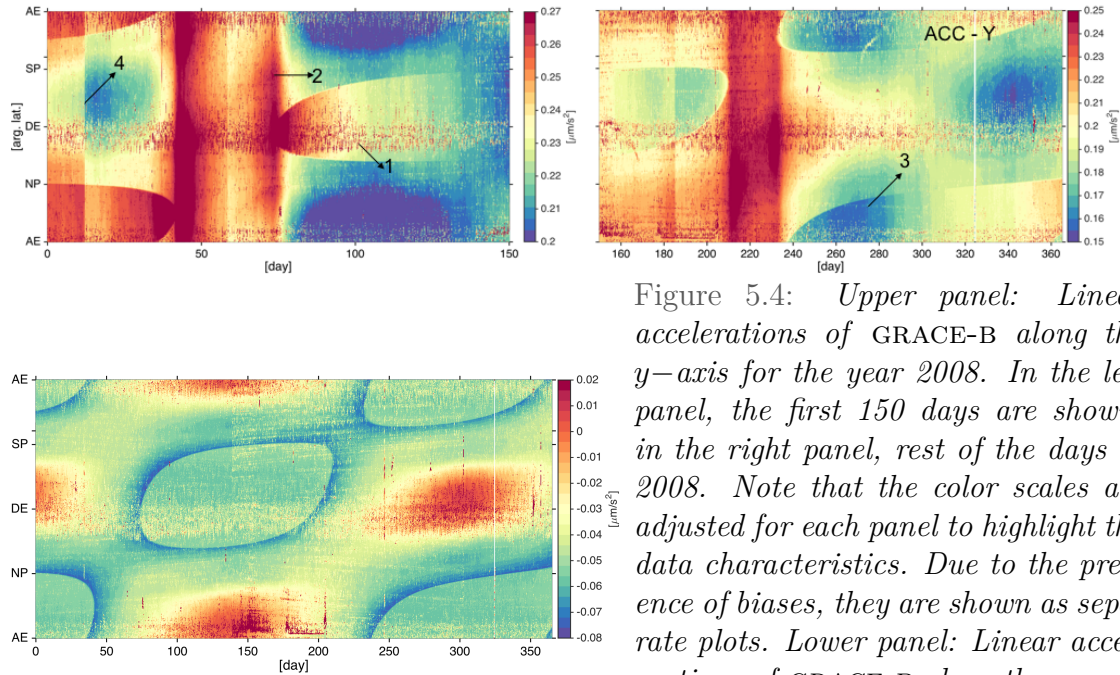 AE
SP
DE
NP
AE
[arg. lat.]
0
50
100
150
[day]
4
2
1
0.27
0.26
0.25
0.24
0.23
0.22
0.21
0.2
[μm/s²]
ACC - Y
3
160
180
200
220
240
260
280
300
320
340
360
[day]
0.25
0.24
0.23
0.22
0.21
0.20
0.19
0.18
0.17
0.16
0.15
[μm/s²]
AE
SP
DE
NP
AE
0
50
100
150
200
250
300
350
[day]
0.02
0.01
0
-0.01
-0.02
-0.03
-0.04
-0.05
-0.06
-0.07
-0.08
[μm/s²]
Figure 5.4: Upper panel: Linea
accelerations of GRACE-B along th
y−axis for the year 2008. In the le
panel, the first 150 days are show
in the right panel, rest of the days
2008. Note that the color scales a
adjusted for each panel to highlight th
data characteristics. Due to the pre
ence of biases, they are shown as sep
rate plots. Lower panel: Linear acce
GRACE-B